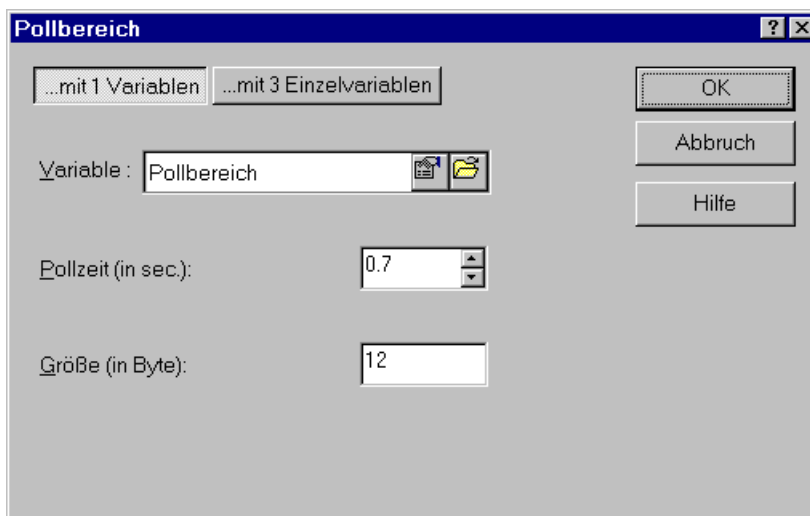 Pollbereich
...mit 1 Variablen
...mit 3 Einzelvariablen
OK
Abbruch
Variable :
Pollbereich
Hilfe
Pollzeit (in sec.):
0.7
Größe (in Byte):
12